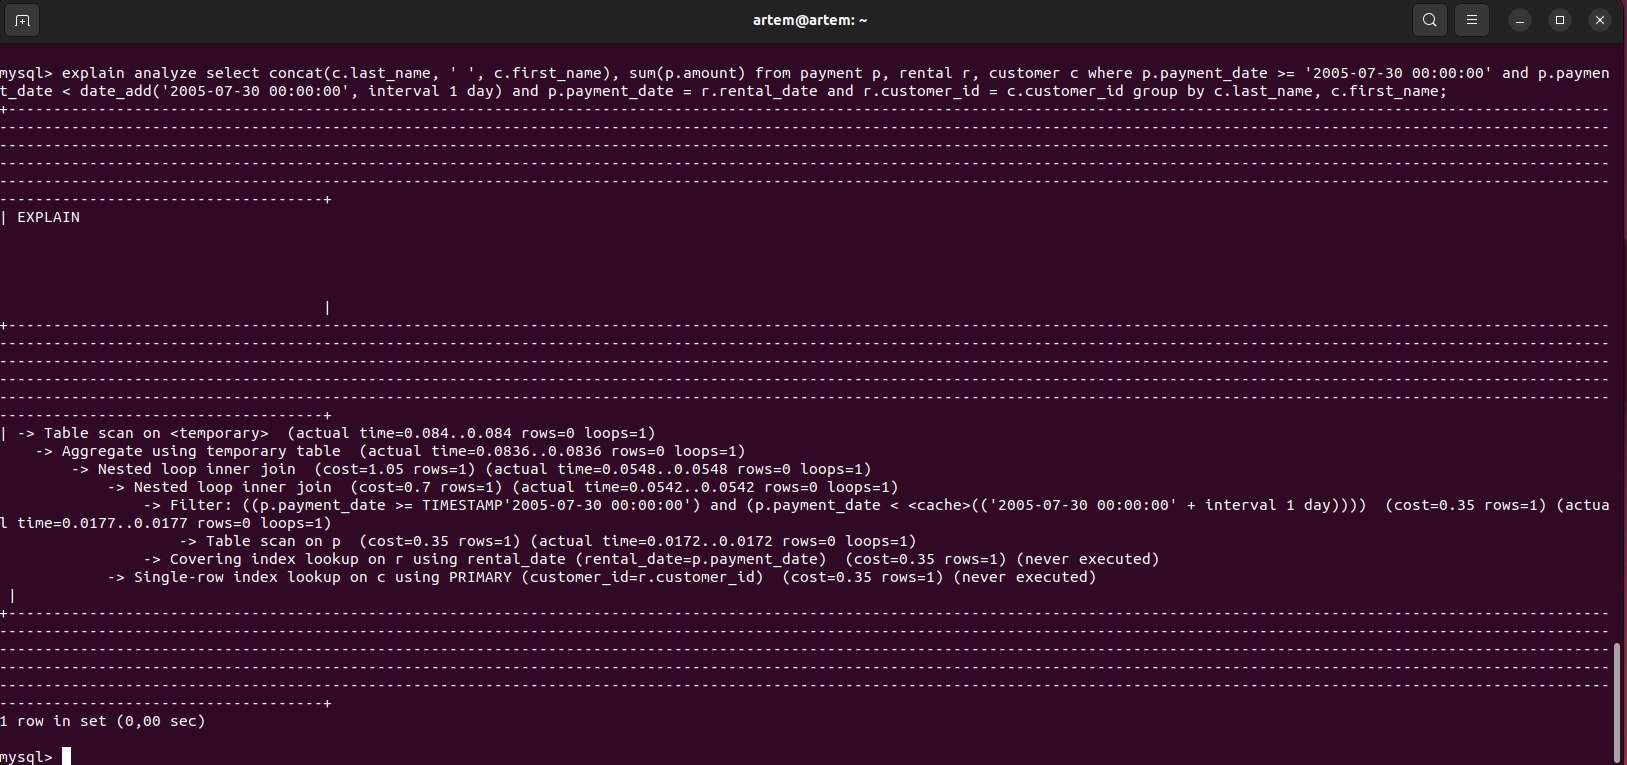 artem@artem: ~
mysql> explain analyze select concat(c.last_name, ' ', c.first_name), sum(p.amount) from payment p, rental r, customer c where p.payment_date >= '2005-07-30 00:00:00' and p.paymen
t_date < date_add('2005-07-30 00:00:00', interval 1 day) and p.payment_date = r.rental_date and r.customer_id = c.customer_id group by c.last_name, c.first_name;
| EXPLAIN
|
| -> Table scan on <temporary>  (actual time=0.084..0.084 rows=0 loops=1)
    -> Aggregate using temporary table  (actual time=0.0836..0.0836 rows=0 loops=1)
        -> Nested loop inner join  (cost=1.05 rows=1) (actual time=0.0548..0.0548 rows=0 loops=1)
            -> Nested loop inner join  (cost=0.7 rows=1) (actual time=0.0542..0.0542 rows=0 loops=1)
                -> Filter: ((p.payment_date >= TIMESTAMP'2005-07-30 00:00:00') and (p.payment_date < <cache>(('2005-07-30 00:00:00' + interval 1 day))))  (cost=0.35 rows=1) (actua
l time=0.0177..0.0177 rows=0 loops=1)
                    -> Table scan on p  (cost=0.35 rows=1) (actual time=0.0172..0.0172 rows=0 loops=1)
                -> Covering index lookup on r using rental_date (rental_date=p.payment_date)  (cost=0.35 rows=1) (never executed)
            -> Single-row index lookup on c using PRIMARY (customer_id=r.customer_id)  (cost=0.35 rows=1) (never executed)
 |
1 row in set (0,00 sec)
mysql>